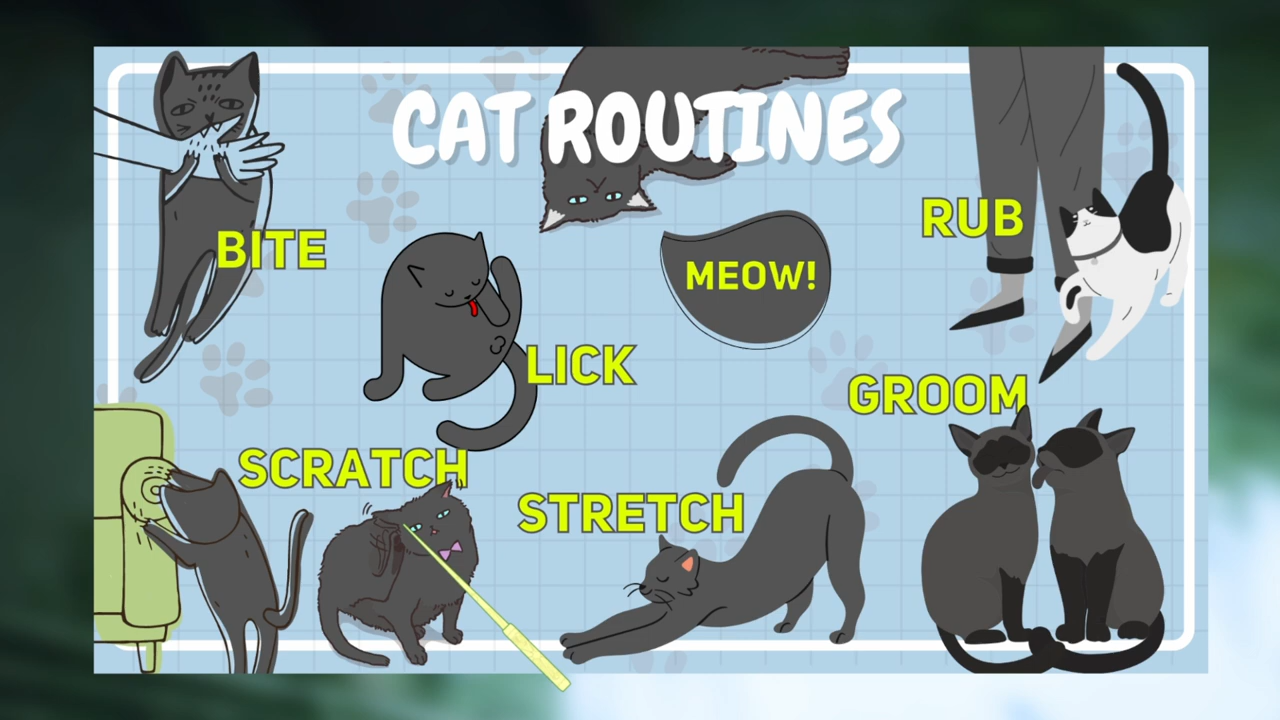 CAT ROUTINES
BITE
RUB
MEOW!
LICK
GROOM
SCRATCH
STRETCH